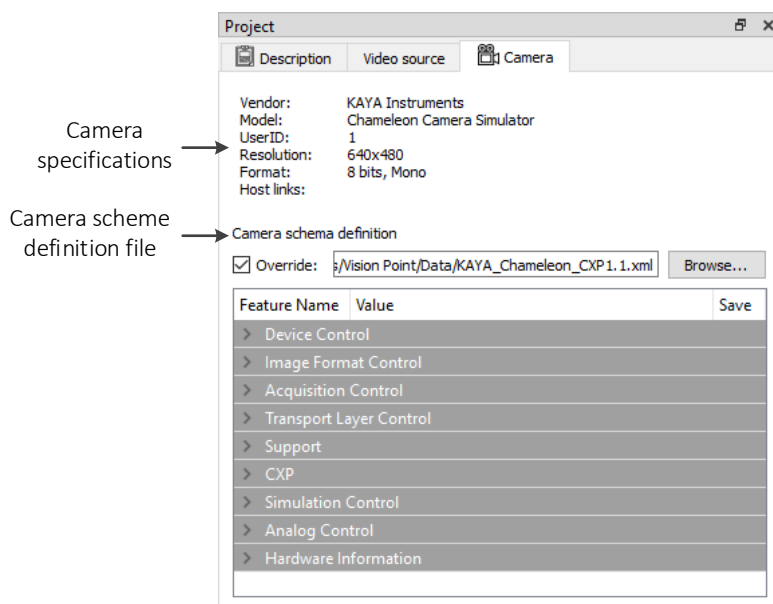 Project
Description Video source Camera
Vendor: KAYA Instruments
Model: Chameleon Camera Simulator
UserID: 1
Resolution: 640x480
Format: 8 bits, Mono
Host links:
Camera
specifications
Camera scheme
definition file
Camera schema definition
Override: s/Vision Point/Data/KAYA_Chameleon_CXP1.1.xml Browse...
Feature Name Value Save
Device Control
Image Format Control
Acquisition Control
Transport Layer Control
Support
CXP
Simulation Control
Analog Control
Hardware Information